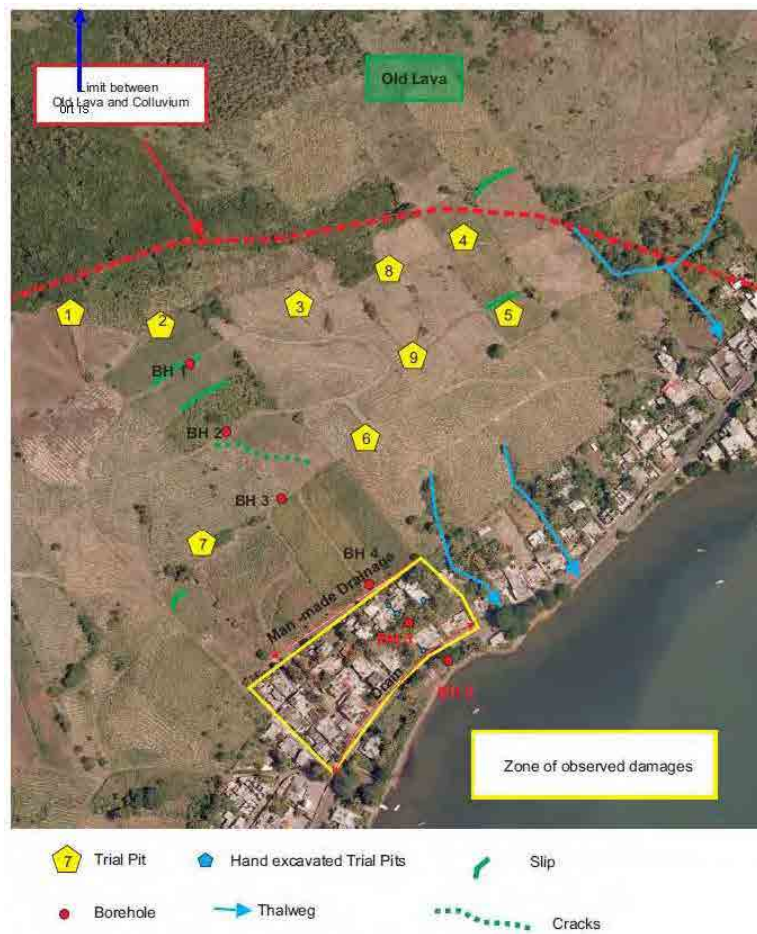 Old Lava
Limit between
Old Lava and Colluvium
ort is
4
8
3
5
1
2
9
BH 1
6
BH 2
BH 3
7
BH 4
Man -made Drainage
Drain
Zone of observed damages
7 Trial Pit
Hand excavated Trial Pits
Slip
Borehole
Thalweg
Cracks